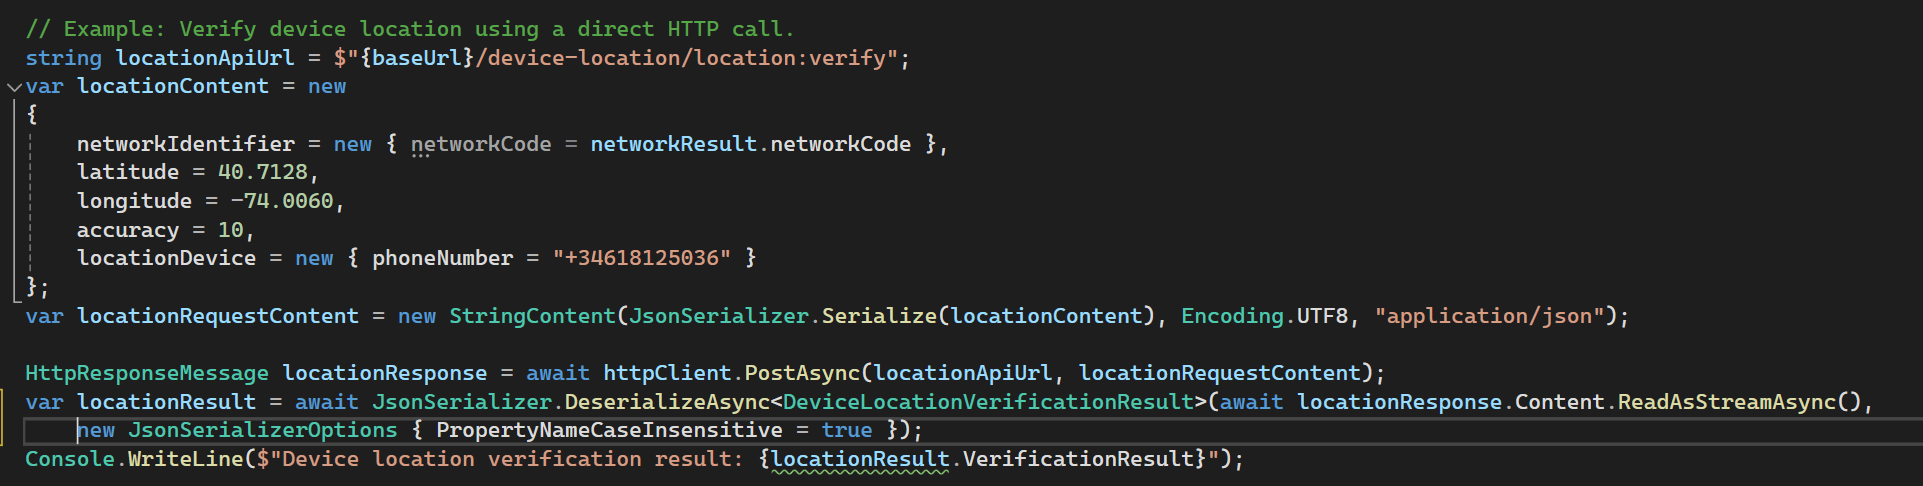 // Example: Verify device location using a direct HTTP call.
string locationApiUrl = $"{baseUrl}/device-location/location:verify";
var locationContent = new
{
    networkIdentifier = new { networkCode = networkResult.networkCode },
    latitude = 40.7128,
    longitude = -74.0060,
    accuracy = 10,
    locationDevice = new { phoneNumber = "+34618125036" }
};
var locationRequestContent = new StringContent(JsonSerializer.Serialize(locationContent), Encoding.UTF8, "application/json");
HttpResponseMessage locationResponse = await httpClient.PostAsync(locationApiUrl, locationRequestContent);
var locationResult = await JsonSerializer.DeserializeAsync<DeviceLocationVerificationResult>(await locationResponse.Content.ReadAsStreamAsync(),
    new JsonSerializerOptions { PropertyNameCaseInsensitive = true });
Console.WriteLine($"Device location verification result: {locationResult.VerificationResult}");